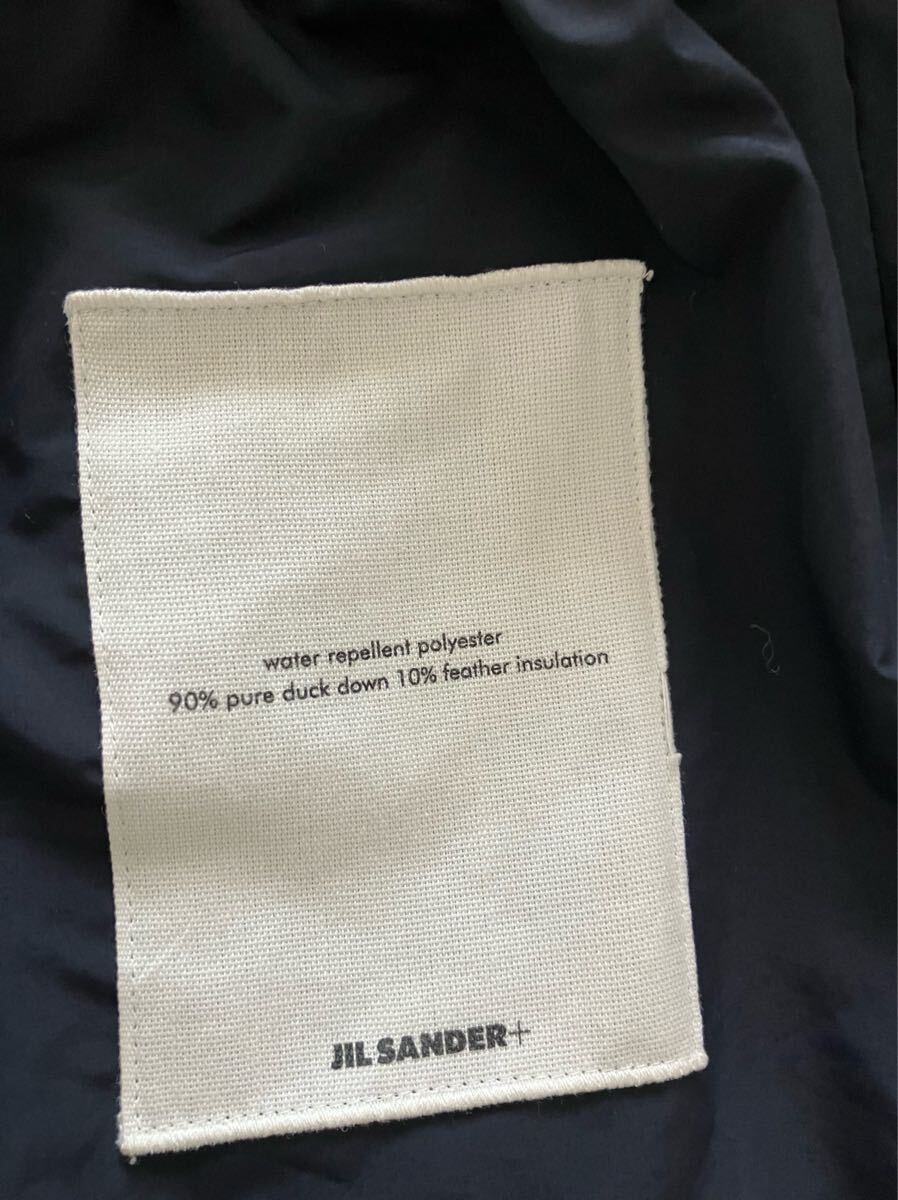 water repellent polyester
90% pure duck down 10% feather insulation
JIL SANDER+